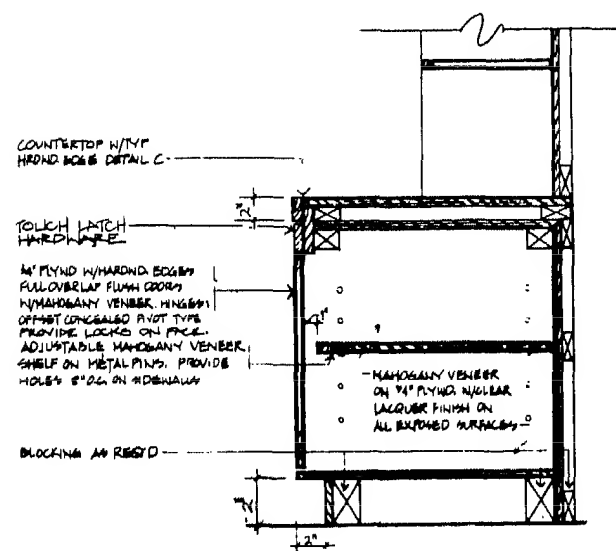 COUNTERTOP W/TYP
HRDWD EDGE DETAIL C
2"
TOUCH LATCH
HARDWARE
3/4" PLYWD W/HARDWD. EDGES
FULL OVERLAP FLUSH DOORS
W/MAHOGANY VENEER. HINGES:
OFFSET CONCEALED PIVOT TYPE
PROVIDE LOCKS ON FACE.
ADJUSTABLE MAHOGANY VENEER
SHELF ON METAL PINS. PROVIDE
HOLES 2" O.C. ON SIDEWALLS
1"
MAHOGANY VENEER
ON 3/4" PLYWD. W/CLEAR
LACQUER FINISH ON
ALL EXPOSED SURFACES
BLOCKING AS REQ'D
2"